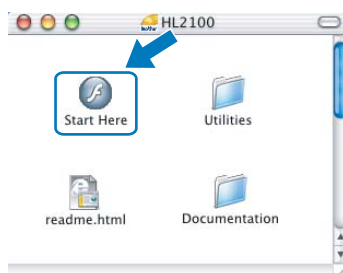 HL2100
Start Here
Utilities
readme.html
Documentation